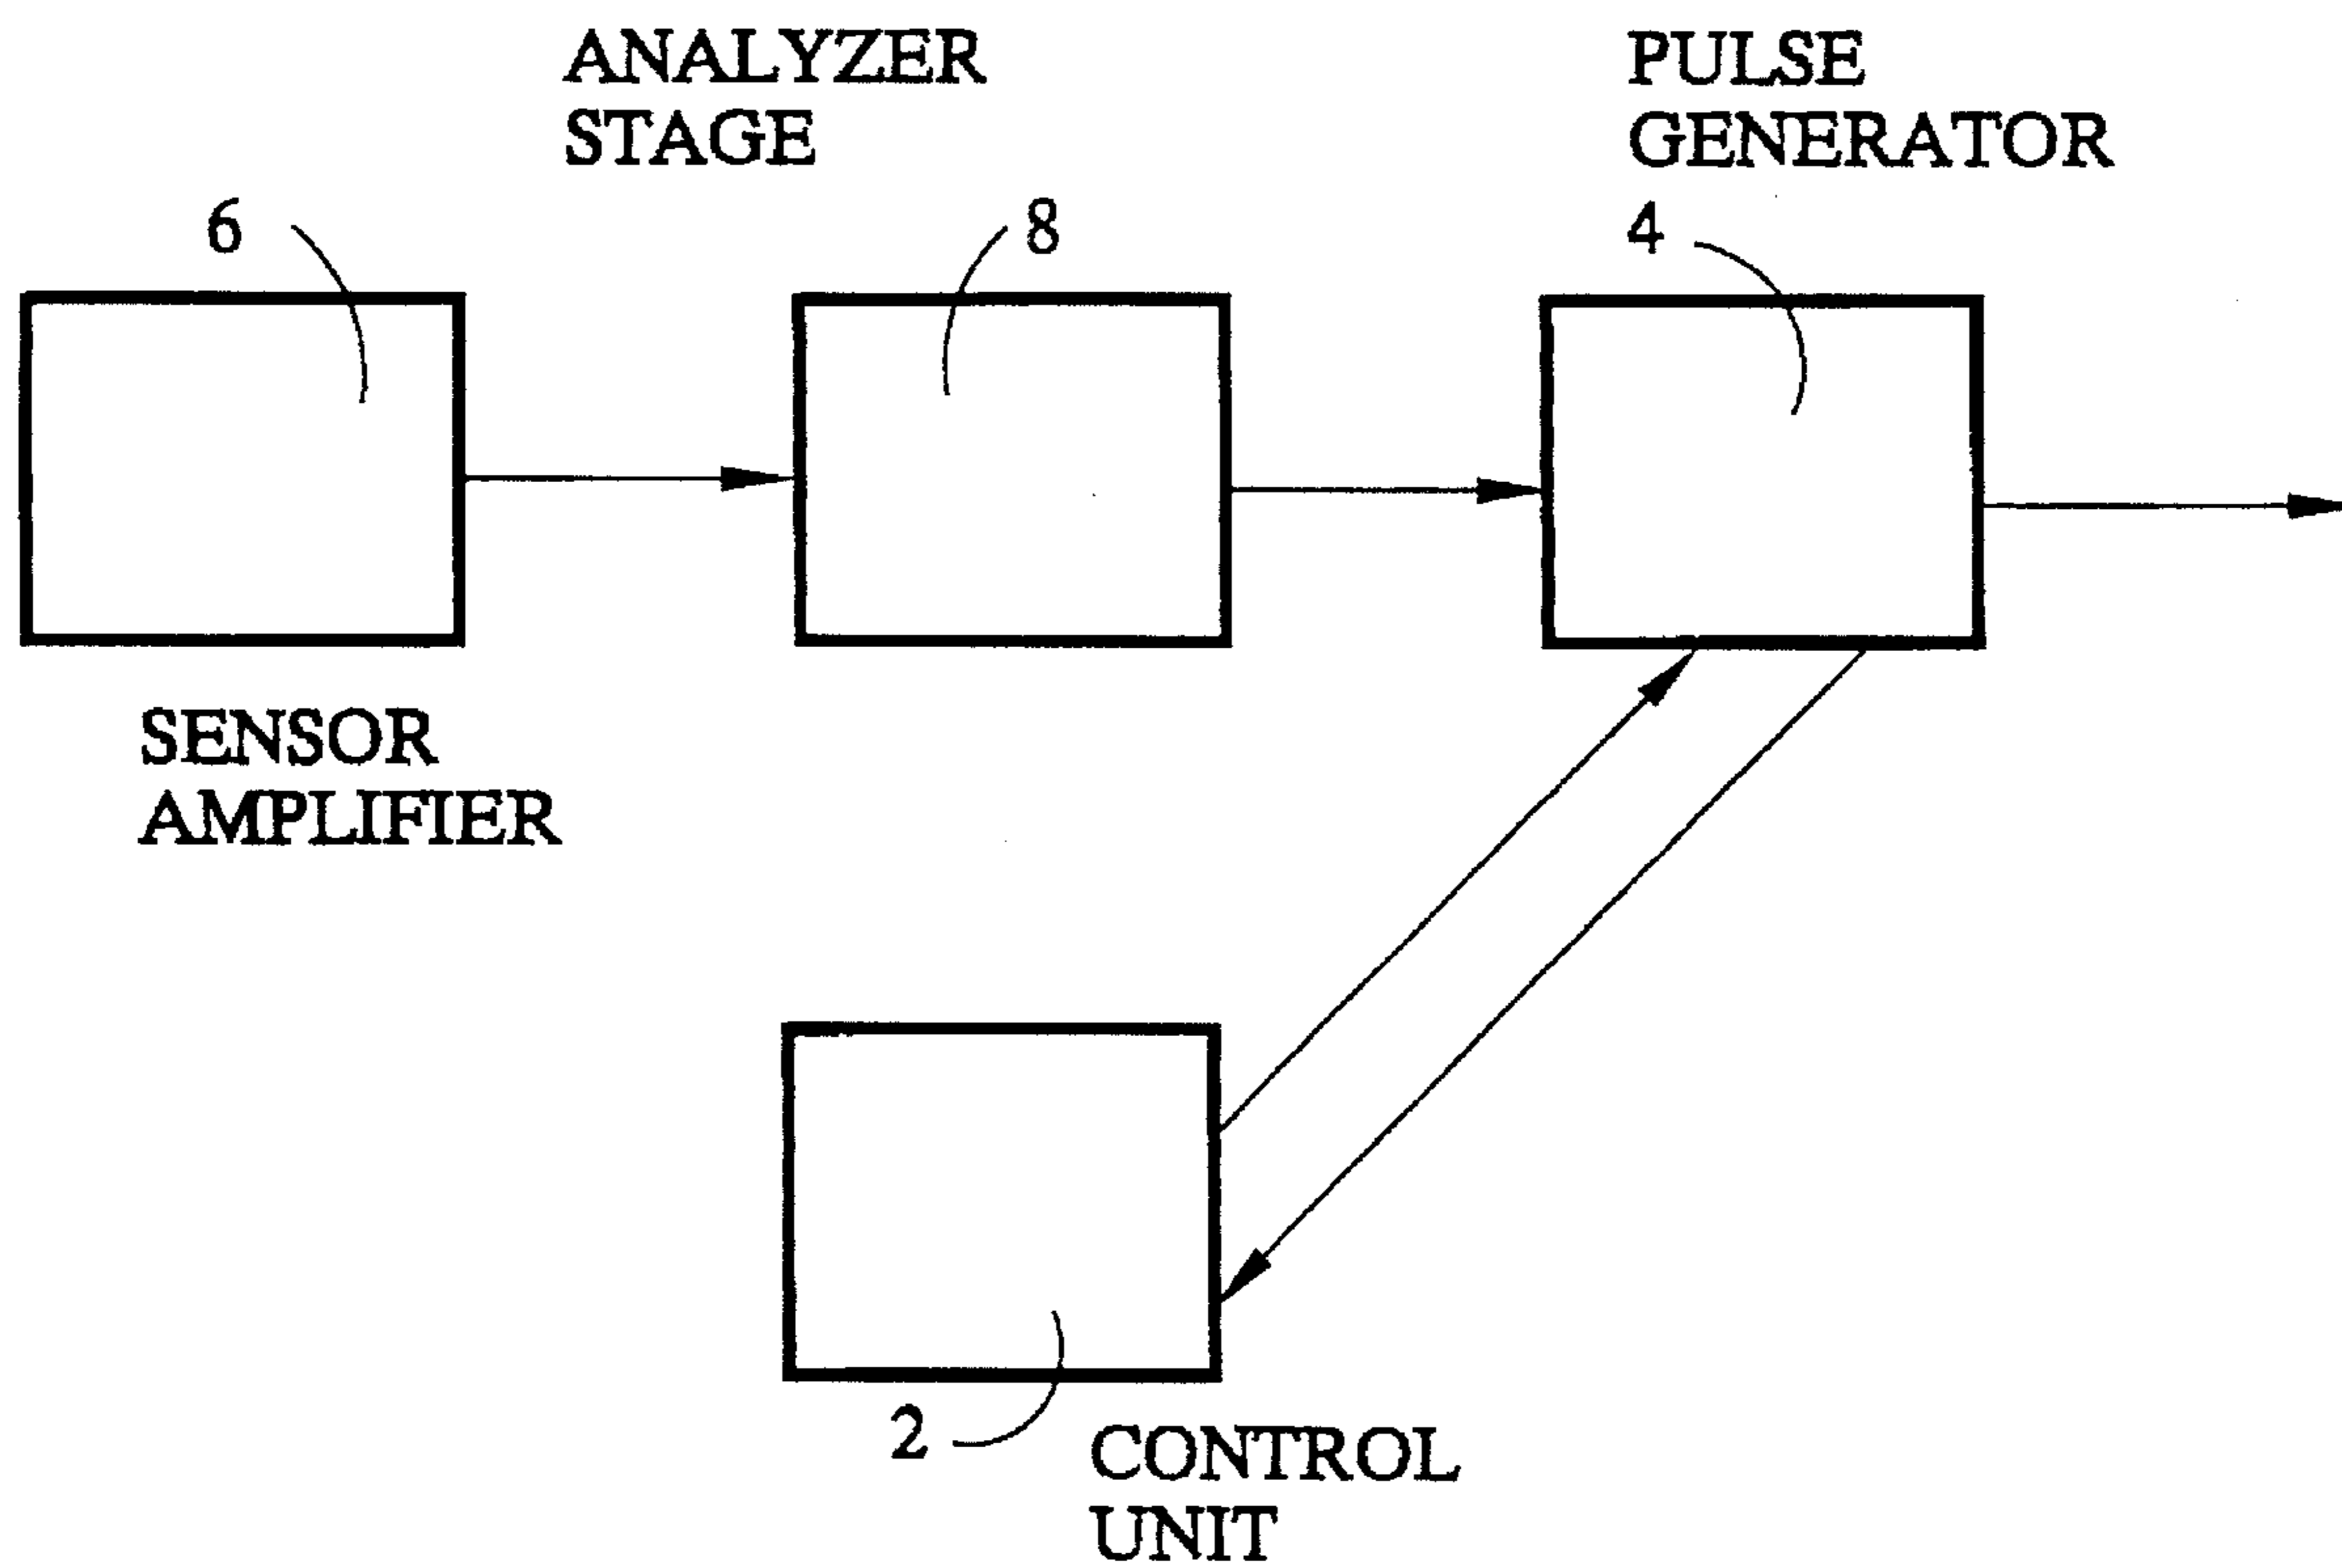 ANALYZER
STAGE
PULSE
GENERATOR
6
8
4
SENSOR
AMPLIFIER
2
CONTROL
UNIT